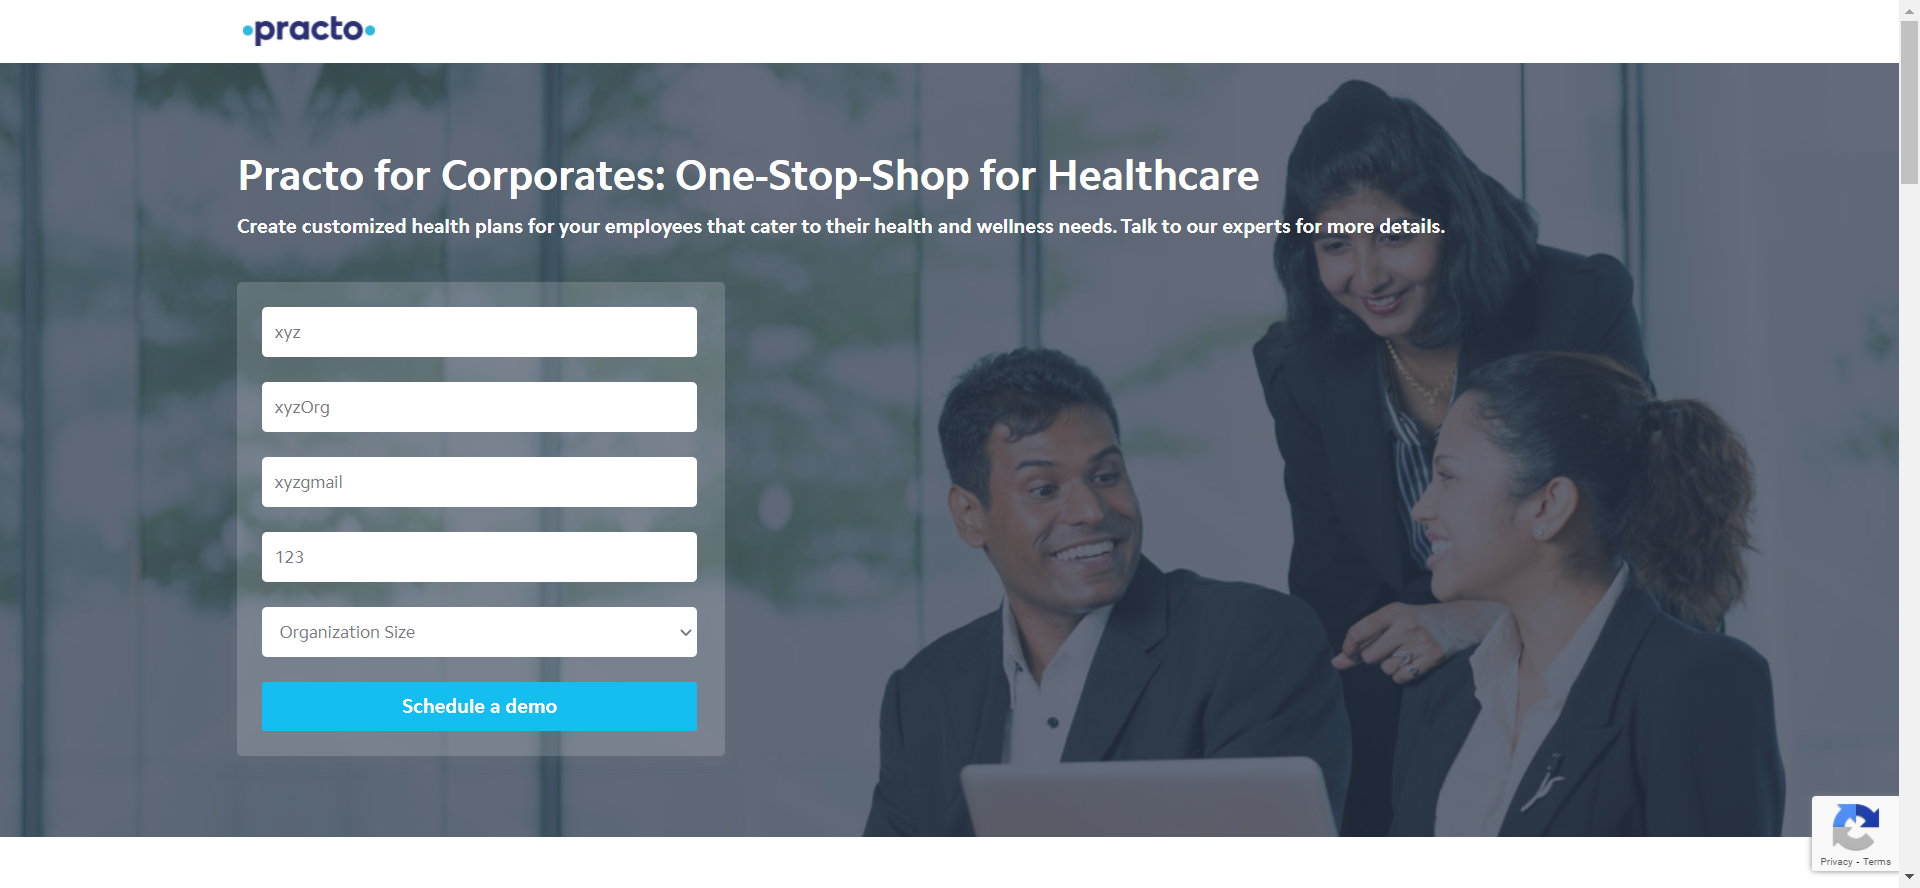 practo
Practo for Corporates: One-Stop-Shop for Healthcare
Create customized health plans for your employees that cater to their health and wellness needs. Talk to our experts for more details.
xyz
xyzOrg
xyzgmail
123
Organization Size
Schedule a demo
Privacy - Terms